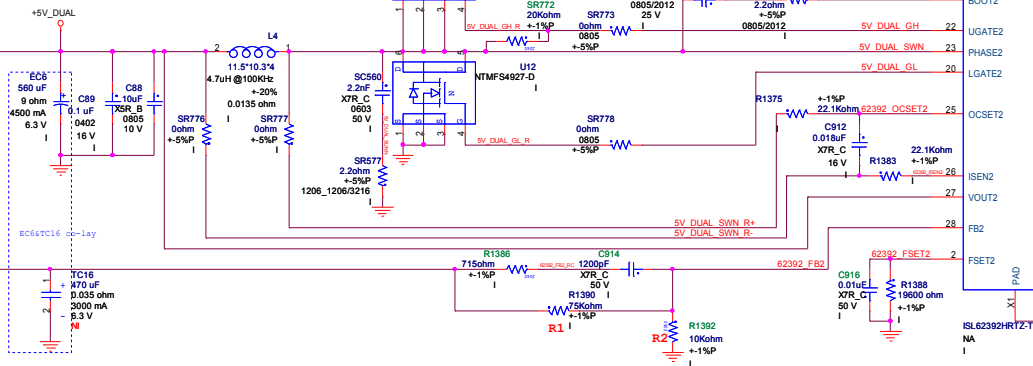 SR772
20Kohm
+-1%P
I
SR773
0ohm
0805
+-5%P
0805/2012
25 V
I
2.2ohm
+-5%P
0805/2012
I
BOOT2
+5V_DUAL
5V_DUAL_GH_R
5V_DUAL_GH
22
UGATE2
5V_DUAL_SWN
23
PHASE2
5V_DUAL_GL
20
LGATE2
L4
2
1
11.5*10.3*4
4.7uH @100KHz
+-20%
0.0135 ohm
I
U12
NTMFS4927-D
I
SC560
2.2nF
X7R_C
0603
50 V
I
EC6
560 uF
9 ohm
4500 mA
6.3 V
I
C89
0.1 uF
0402
16 V
I
C88
10uF
X5R_B
0805
10 V
I
SR776
0ohm
+-5%P
I
SR777
0ohm
+-5%P
I
SR577
2.2ohm
+-5%P
1206_1206/3216
I
5V_DUAL_GL_R
SR778
0ohm
0805
+-5%P
I
R1375
+-1%P
22.1Kohm
I
62392_OCSET2
25
OCSET2
C912
0.018uF
X7R_C
16 V
I
R1383
22.1Kohm
+-1%P
I
62392_ISEN2
26
ISEN2
27
VOUT2
5V_DUAL_SWN_R+
5V_DUAL_SWN_R-
28
FB2
EC6&TC16 co-lay
TC16
470 uF
0.035 ohm
3000 mA
6.3 V
NI
1
2
R1386
715ohm
+-1%P
I
62392_FB2_RC
C914
1200pF
X7R_C
50 V
I
62392_FB2
R1390
75Kohm
+-1%P
I
R1
R2
R1392
10Kohm
+-1%P
I
62392_FSET2
2
FSET2
C916
0.01uF
X7R_C
50 V
I
R1388
19600 ohm
+-1%P
I
PAD
X1
ISL62392HRTZ-T
NA
I